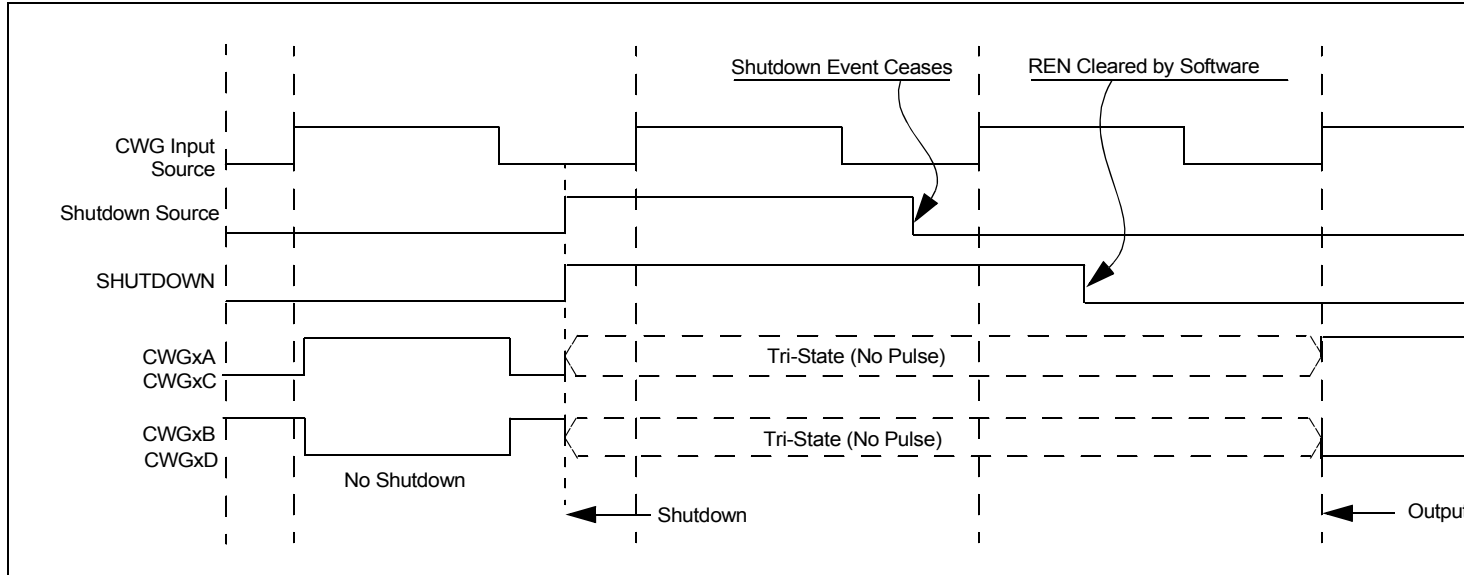 Shutdown Event Ceases
REN Cleared by Software
CWG Input
Source
Shutdown Source
SHUTDOWN
CWGxA
CWGxC
Tri-State (No Pulse)
CWGxB
CWGxD
Tri-State (No Pulse)
No Shutdown
Shutdown
Output